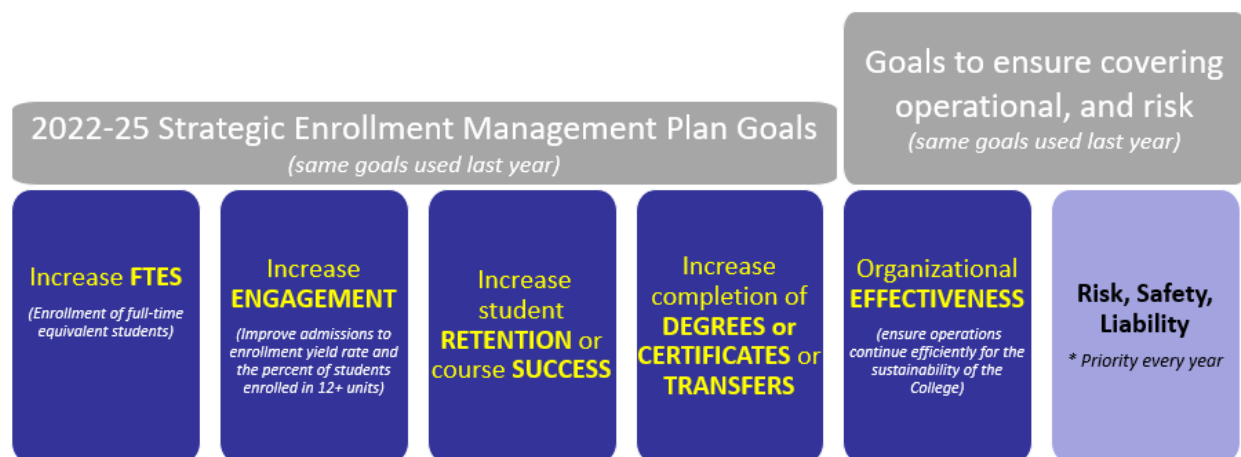 2022-25 Strategic Enrollment Management Plan Goals
(same goals used last year)
Goals to ensure covering
operational, and risk
(same goals used last year)
Increase FTES
(Enrollment of full-time
equivalent students)
Increase
ENGAGEMENT
(Improve admissions to
enrollment yield rate and
the percent of students
enrolled in 12+ units)
Increase
student
RETENTION or
course SUCCESS
Increase
completion of
DEGREES or
CERTIFICATES or
TRANSFERS
Organizational
EFFECTIVENESS
(ensure operations
continue efficiently for the
sustainability of the
College)
Risk, Safety,
Liability
* Priority every year